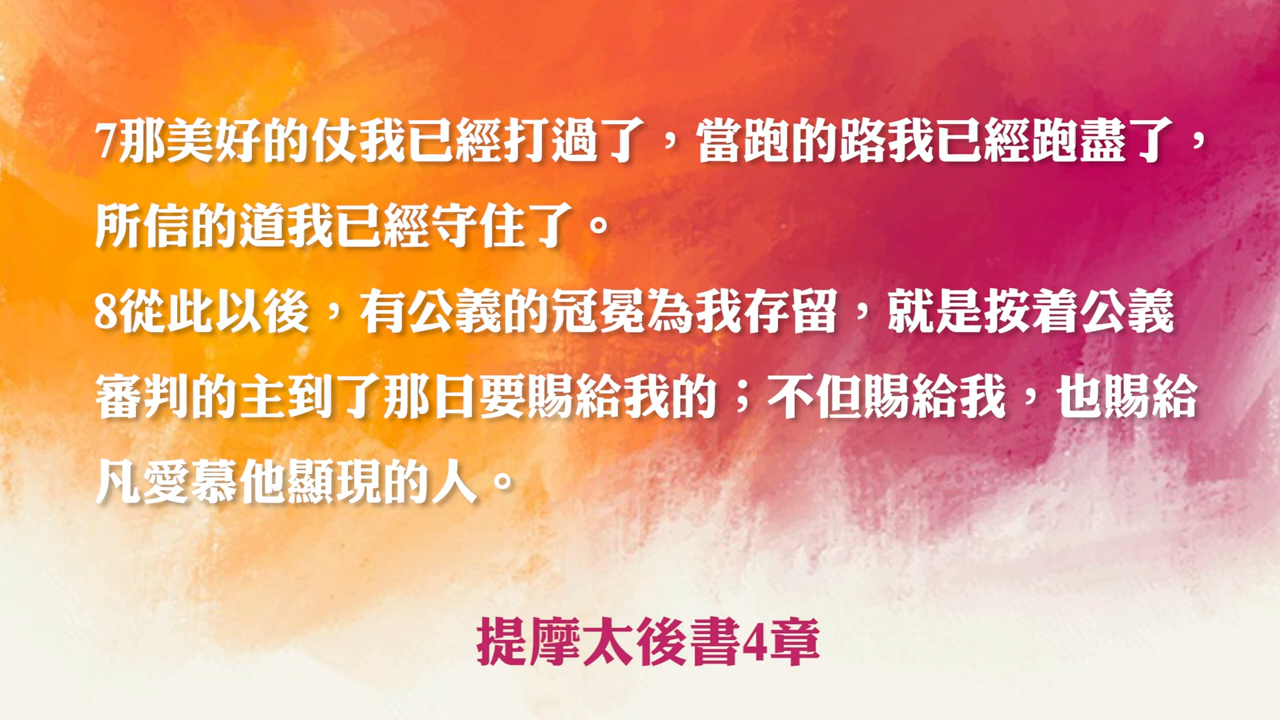 7那美好的仗我已經打過了，當跑的路我已經跑盡了，
所信的道我已經守住了。
8從此以後，有公義的冠冕為我存留，就是按着公義
審判的主到了那日要賜給我的；不但賜給我，也賜給
凡愛慕他顯現的人。
提摩太後書4章